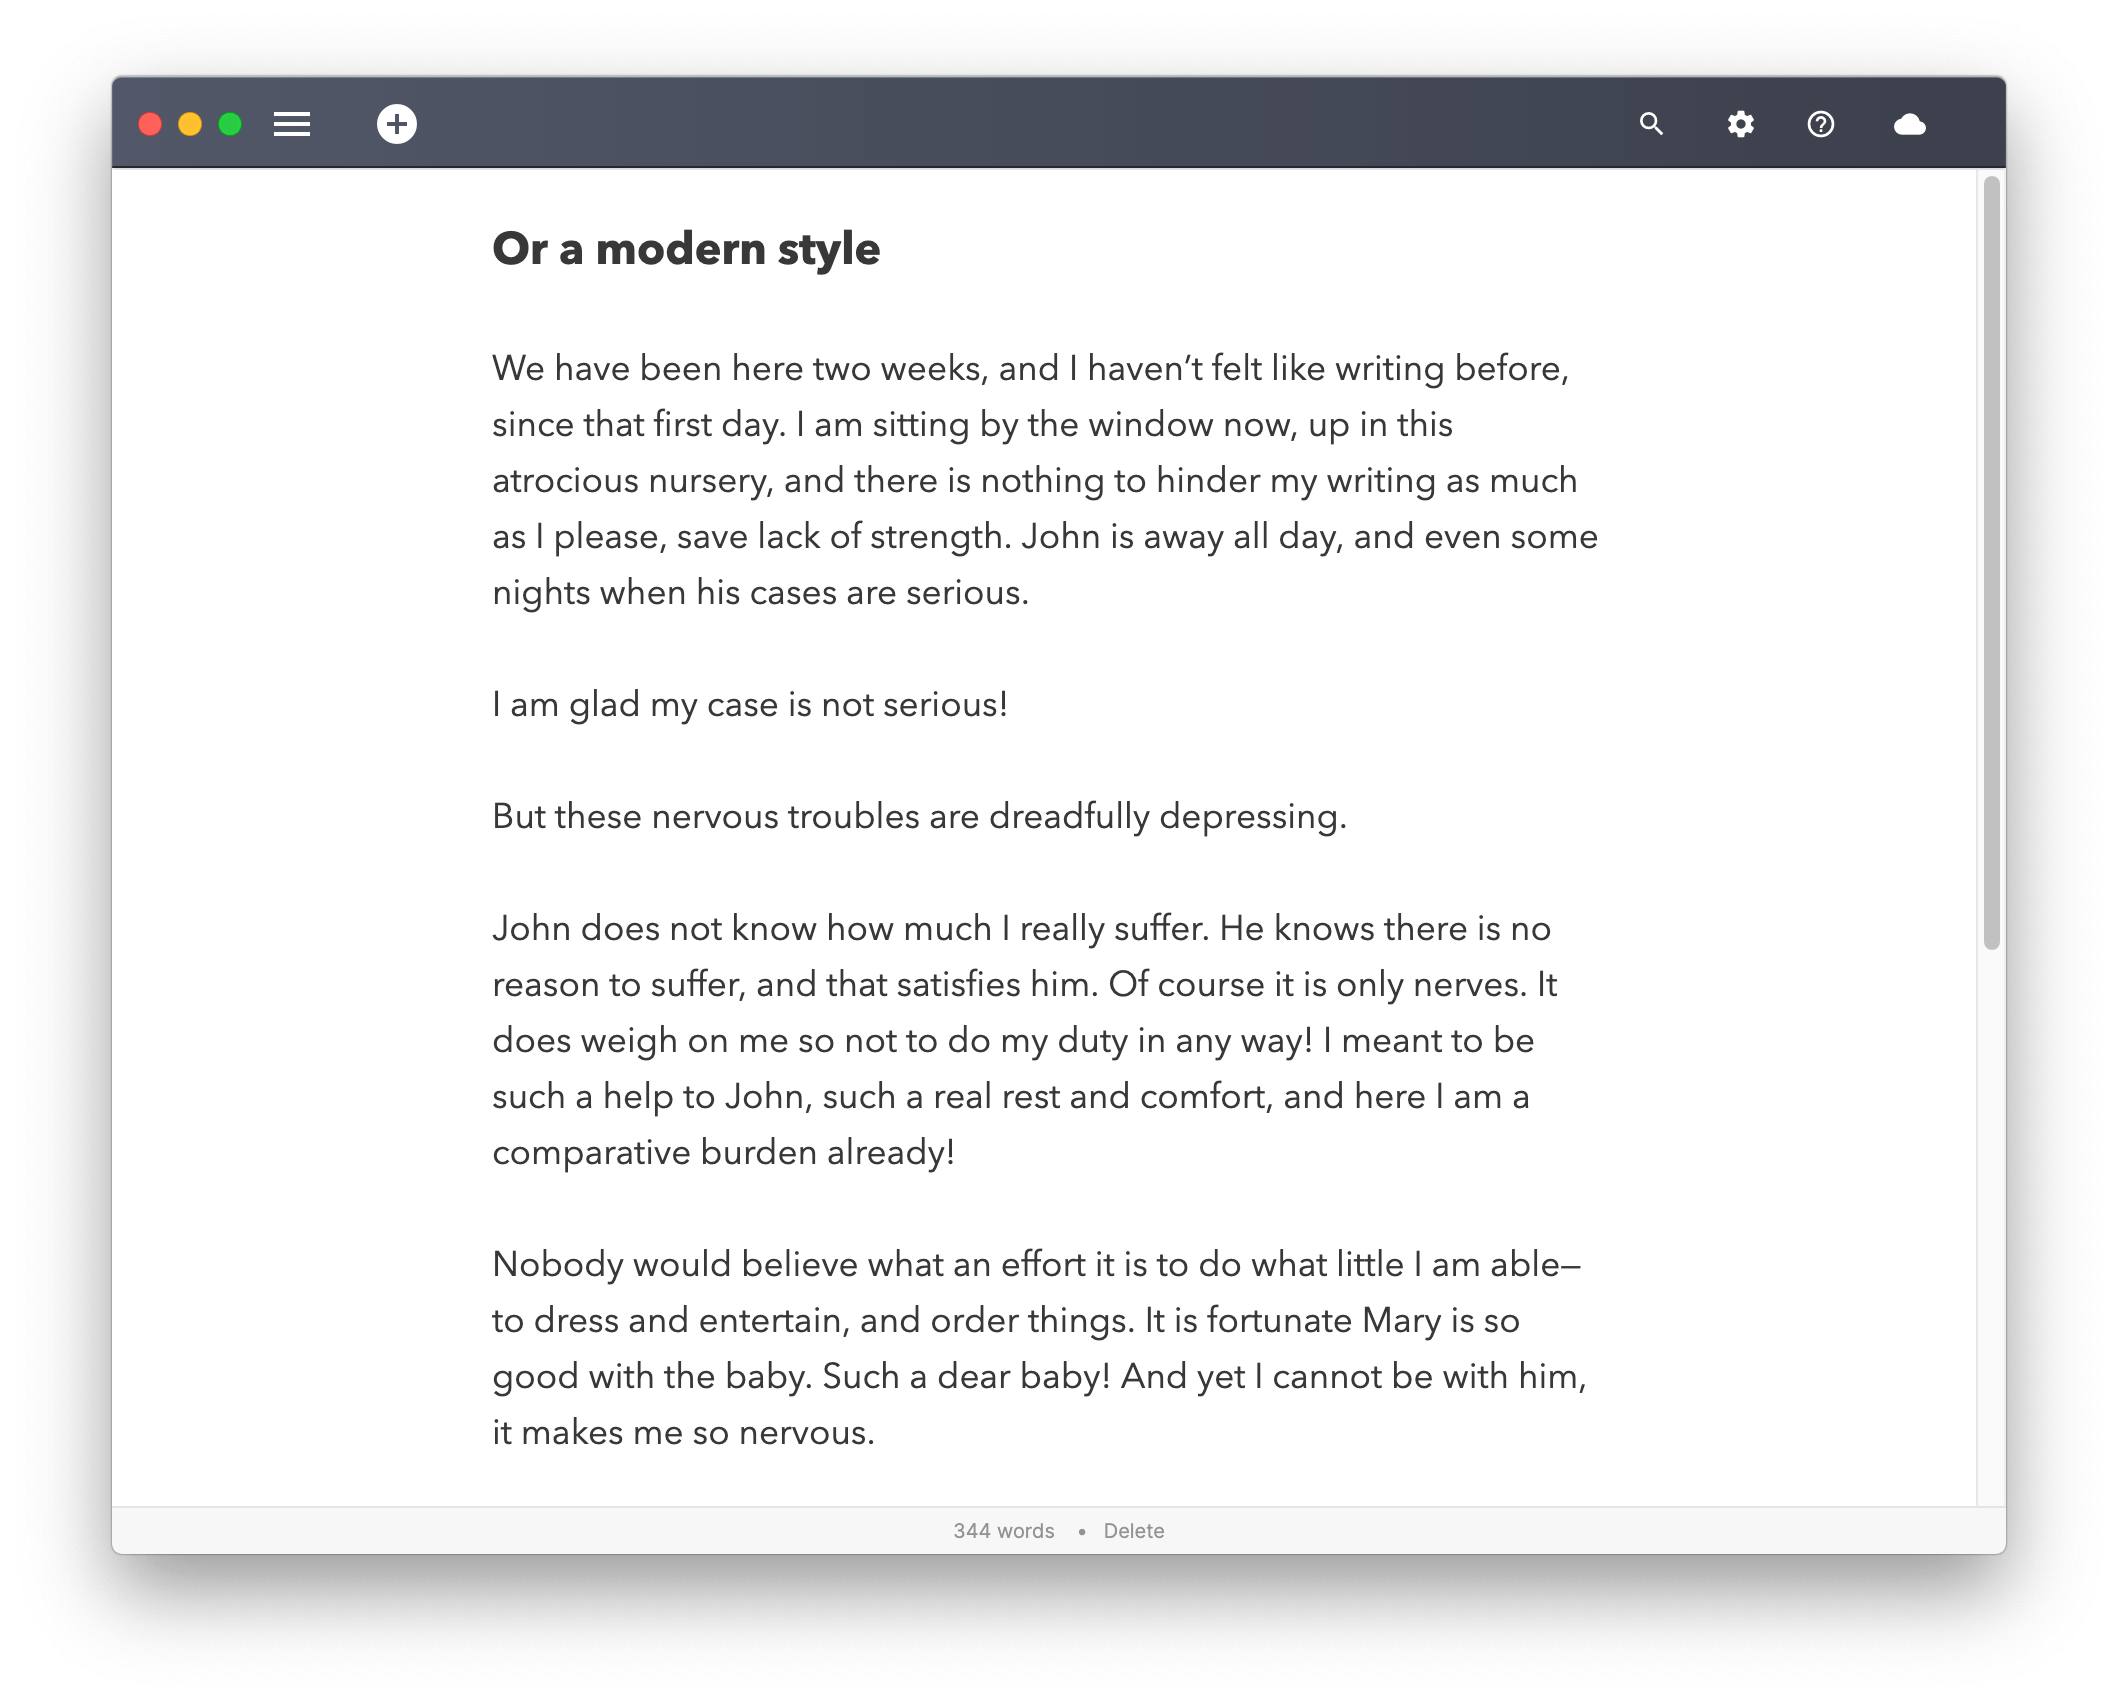 Or a modern style
We have been here two weeks, and I haven’t felt like writing before,
since that first day. I am sitting by the window now, up in this
atrocious nursery, and there is nothing to hinder my writing as much
as I please, save lack of strength. John is away all day, and even some
nights when his cases are serious.
I am glad my case is not serious!
But these nervous troubles are dreadfully depressing.
John does not know how much I really suffer. He knows there is no
reason to suffer, and that satisfies him. Of course it is only nerves. It
does weigh on me so not to do my duty in any way! I meant to be
such a help to John, such a real rest and comfort, and here I am a
comparative burden already!
Nobody would believe what an effort it is to do what little I am able—
to dress and entertain, and order things. It is fortunate Mary is so
good with the baby. Such a dear baby! And yet I cannot be with him,
it makes me so nervous.
344 words • Delete